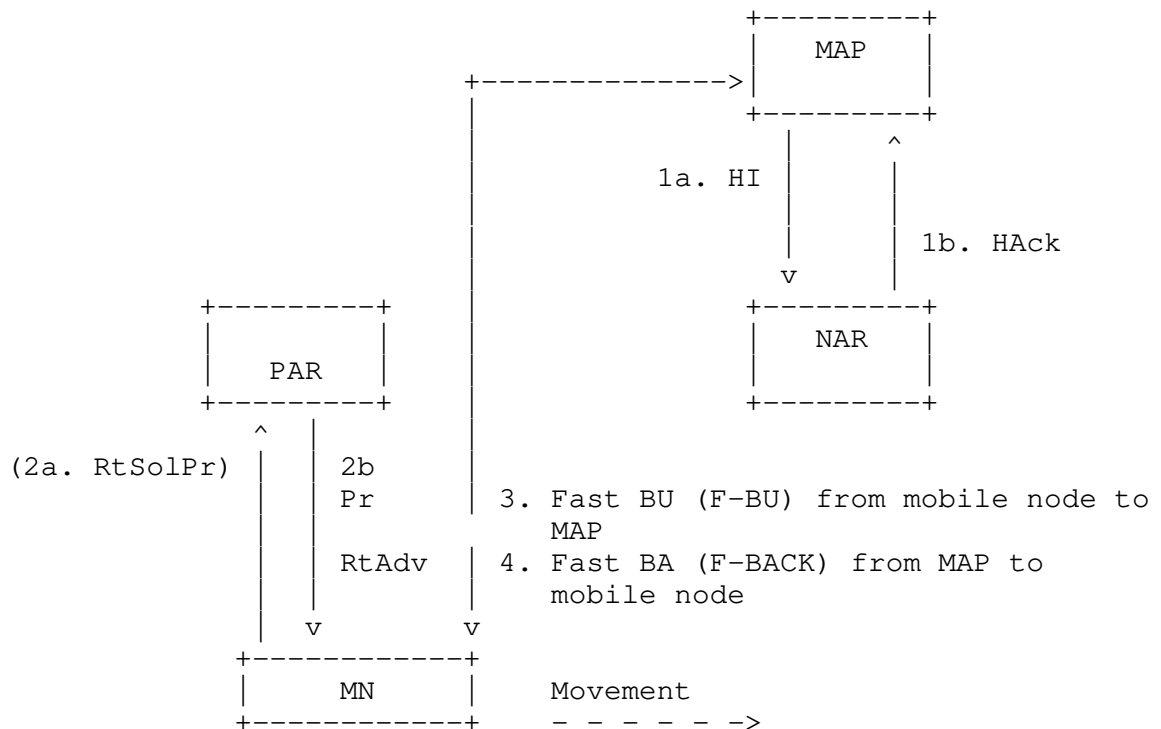 MAP
1a. HI
1b. HAck
NAR
PAR
(2a. RtSolPr) 2b
Pr 3. Fast BU (F-BU) from mobile node to
MAP
RtAdv 4. Fast BA (F-BACK) from MAP to
mobile node
MN Movement